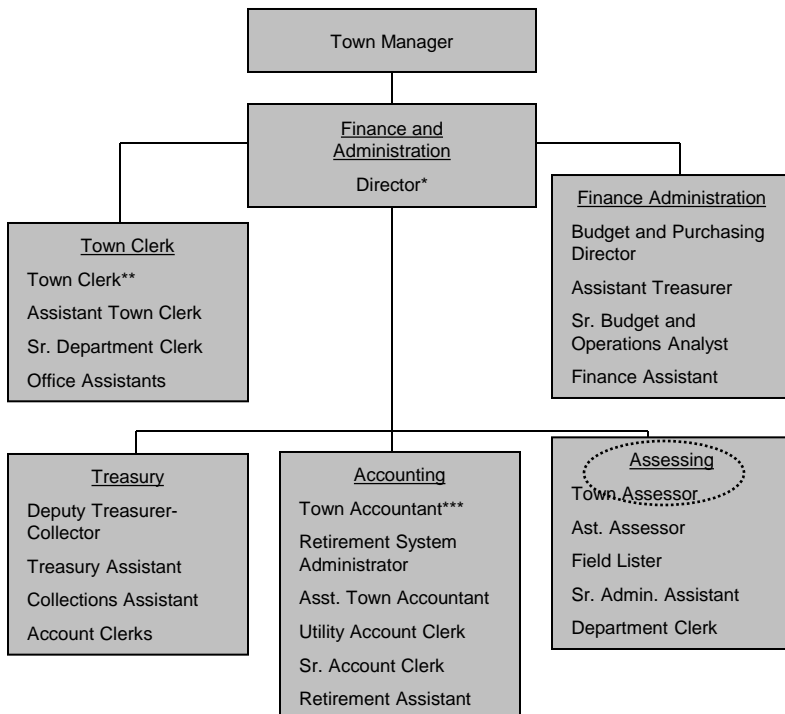 Town Manager
Finance and
Administration
Director*
Town Clerk
Town Clerk**
Assistant Town Clerk
Sr. Department Clerk
Office Assistants
Finance Administration
Budget and Purchasing
Director
Assistant Treasurer
Sr. Budget and
Operations Analyst
Finance Assistant
Treasury
Deputy Treasurer-
Collector
Treasury Assistant
Collections Assistant
Account Clerks
Accounting
Town Accountant***
Retirement System
Administrator
Asst. Town Accountant
Utility Account Clerk
Sr. Account Clerk
Retirement Assistant
Assessing
Town Assessor
Ast. Assessor
Field Lister
Sr. Admin. Assistant
Department Clerk